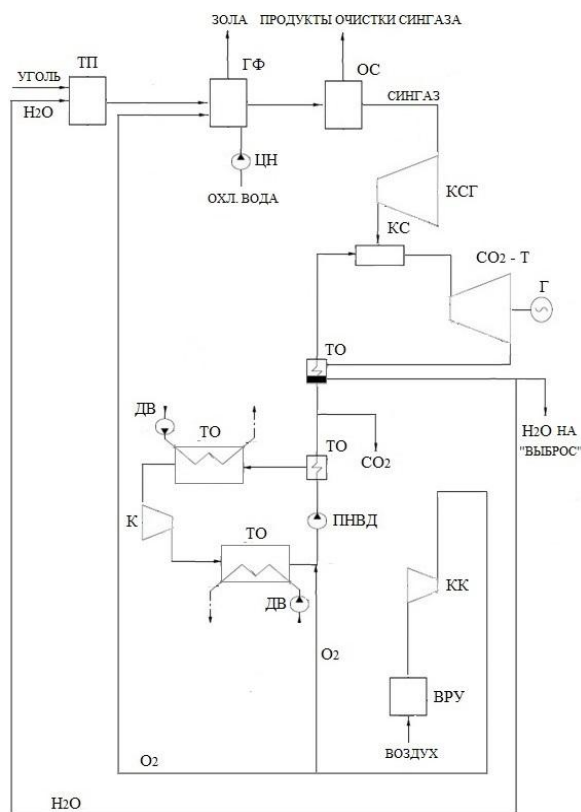 ЗОЛА
ПРОДУКТЫ ОЧИСТКИ СИНГАЗА
ТП
ГФ
ОС
УГОЛЬ
СИНГАЗ
H2O
ЦН
ОХЛ. ВОДА
КСГ
КС
CO2 - Т
Г
ТО
ДВ
ТО
ТО
CO2
H2O НА
"ВЫБРОС"
К
ПНВД
ТО
КК
ДВ
O2
ВРУ
O2
ВОЗДУХ
H2O